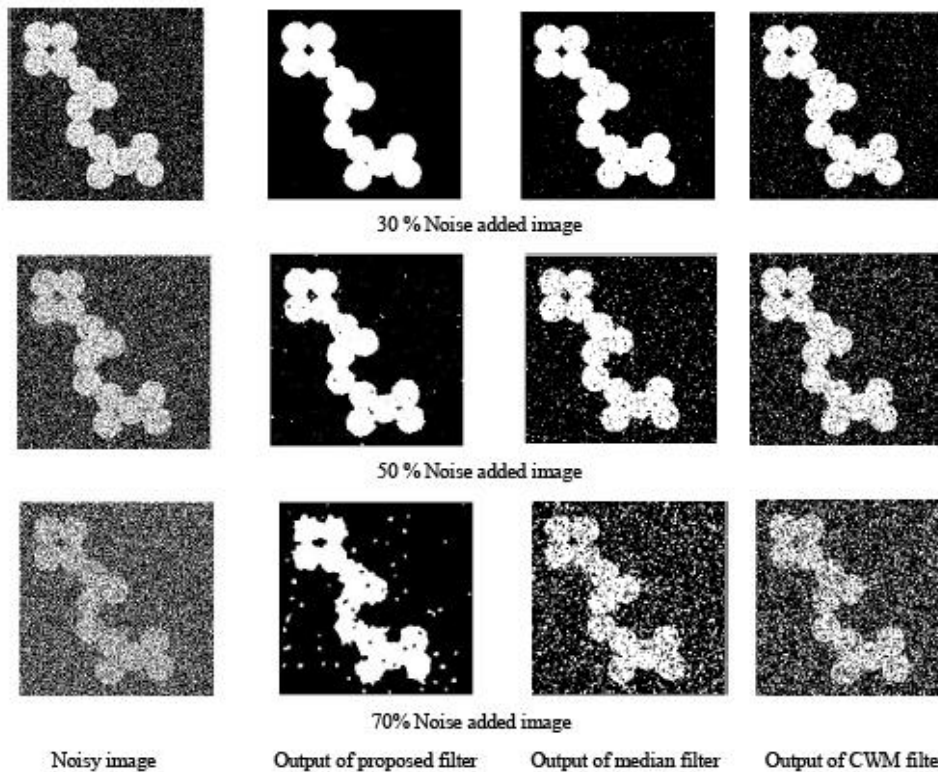 30 % Noise added image
50 % Noise added image
70% Noise added image
Noisy image
Output of proposed filter
Output of median filter
Output of CWM filte